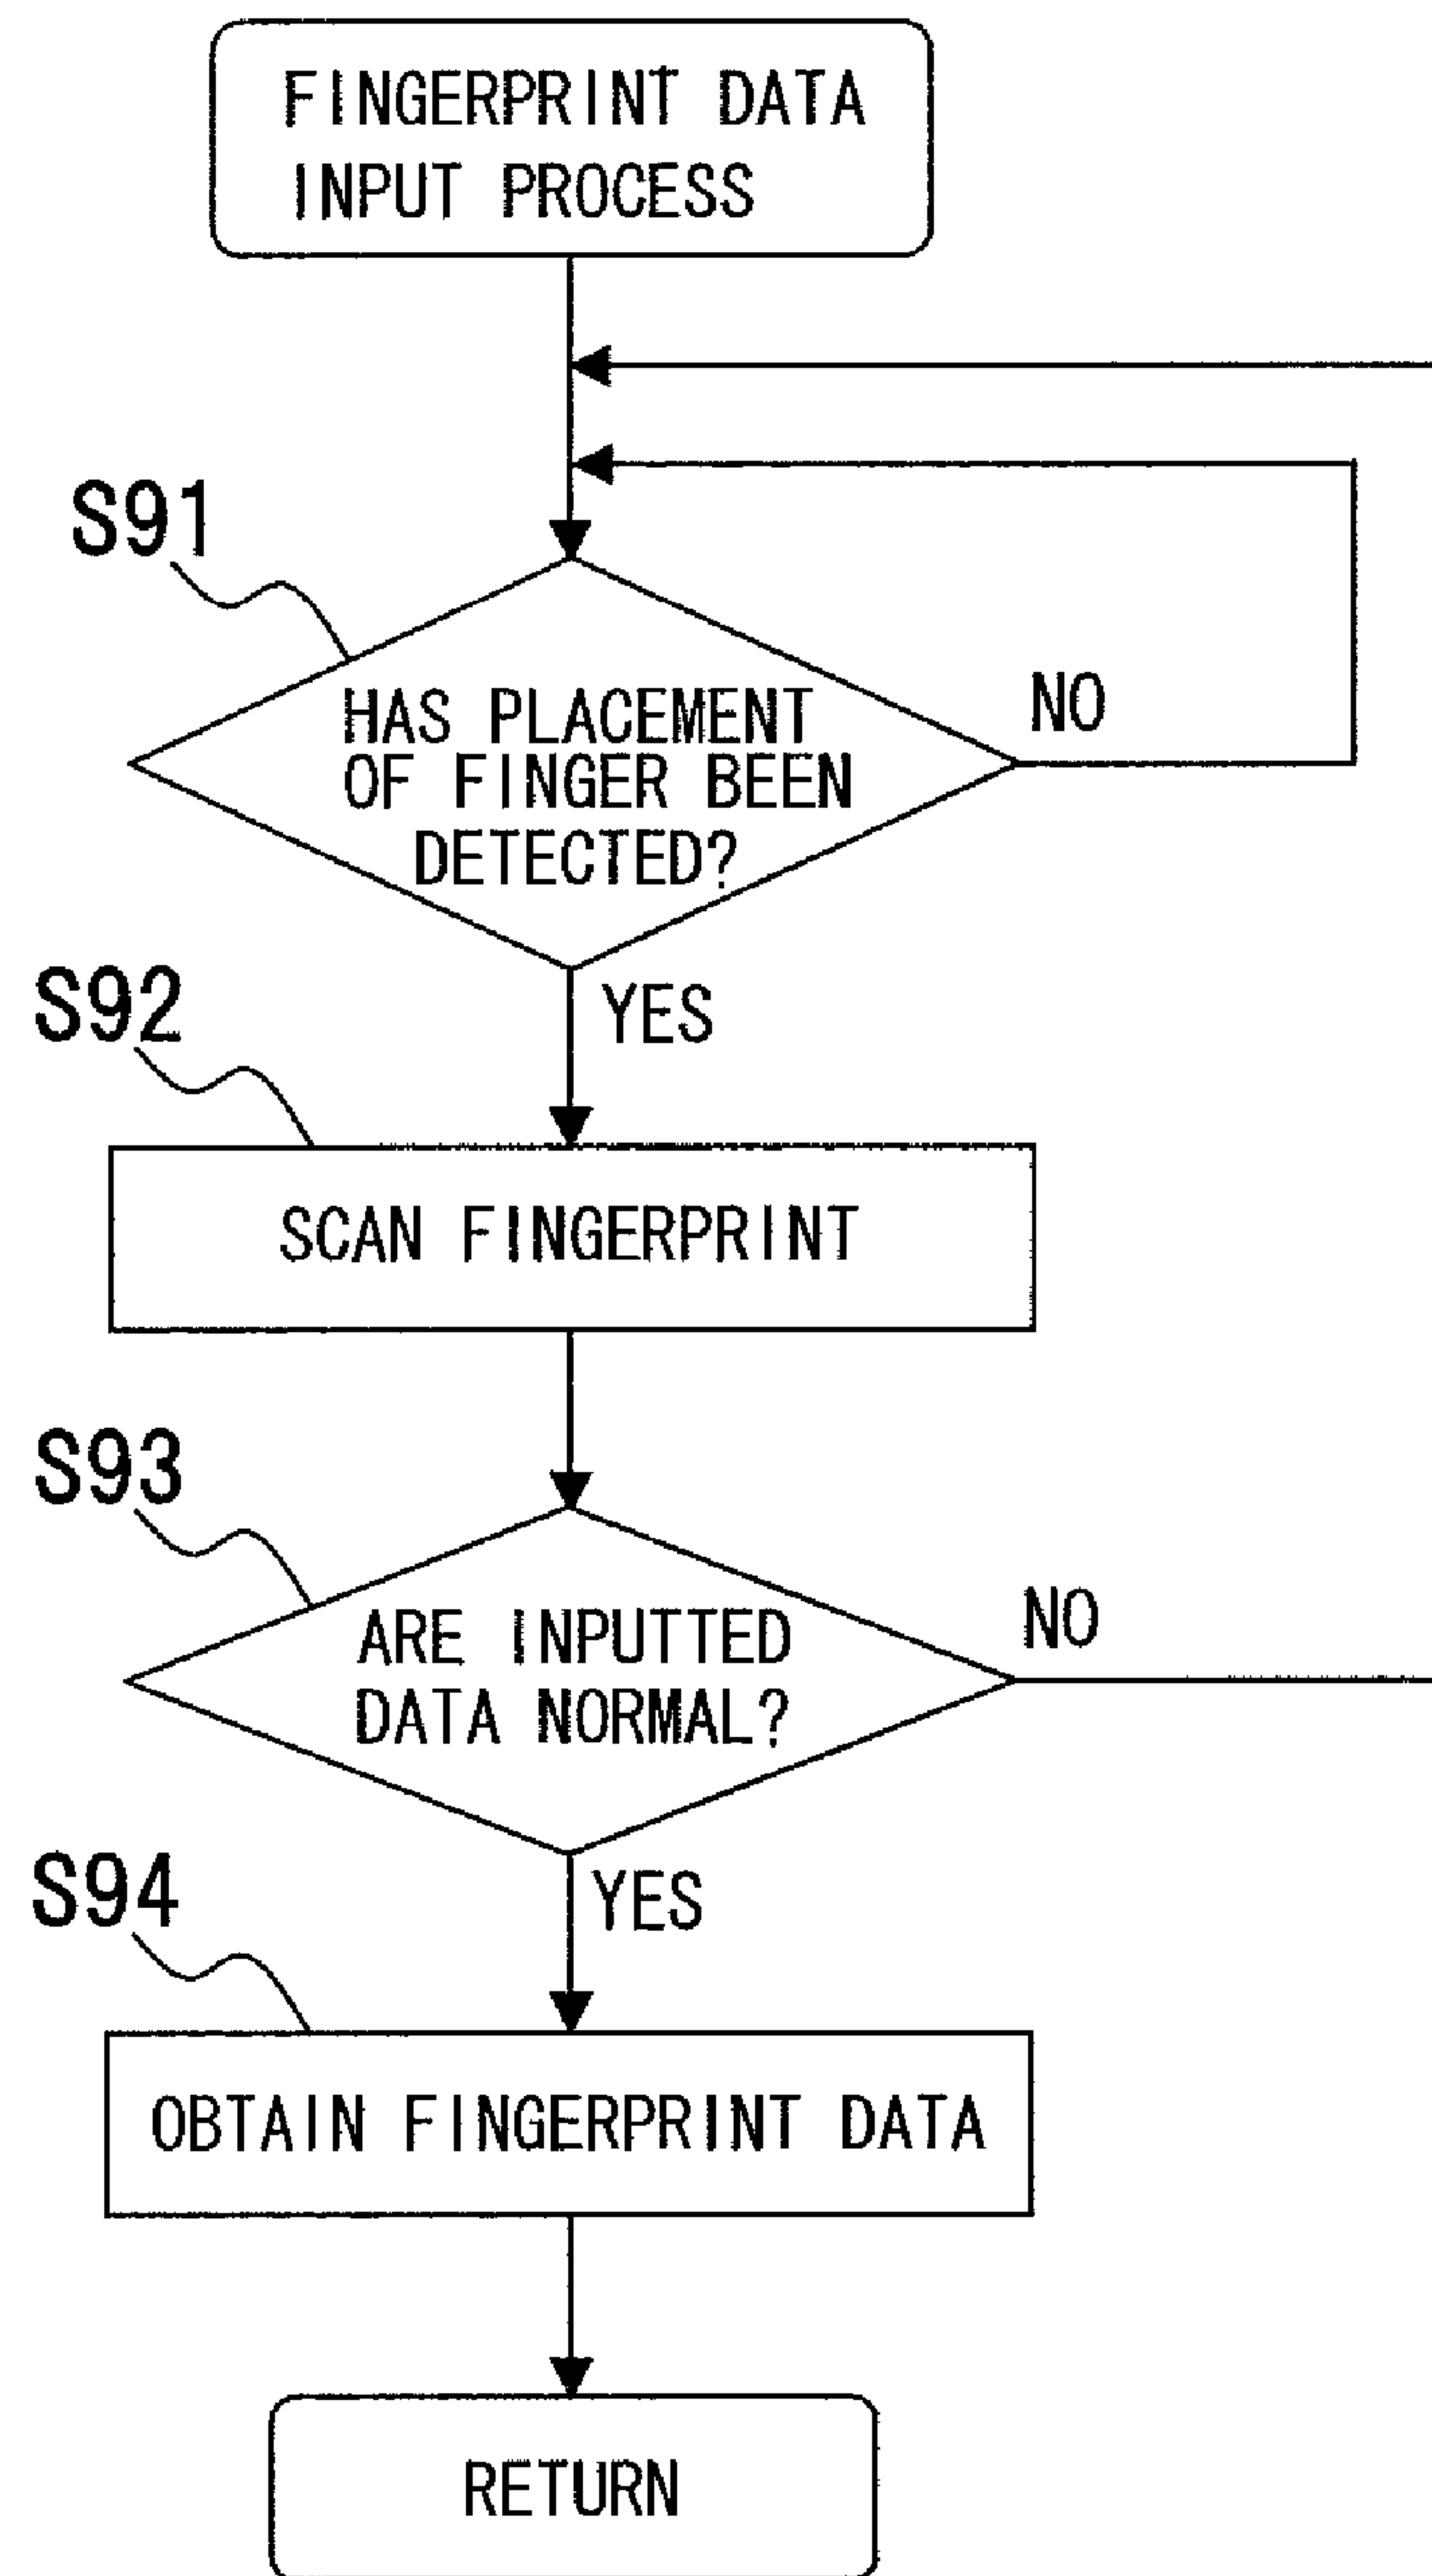 FINGERPRINT DATA
INPUT PROCESS
S91
HAS PLACEMENT
OF FINGER BEEN
DETECTED?
NO
YES
S92
SCAN FINGERPRINT
S93
ARE INPUTTED
DATA NORMAL?
NO
YES
S94
OBTAIN FINGERPRINT DATA
RETURN